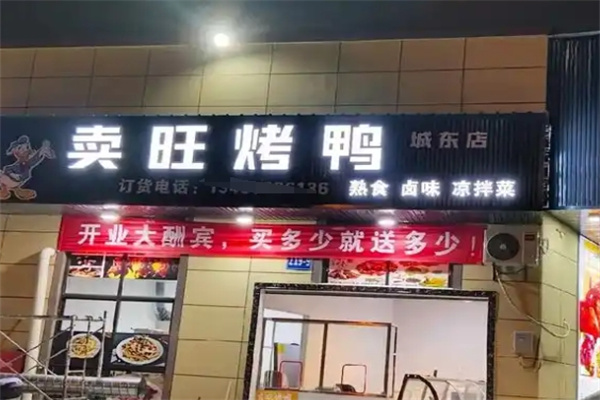 卖旺烤鸭 城东店
订货电话: 熟食 卤味 凉拌菜
开业大酬宾，买多少就送多少！